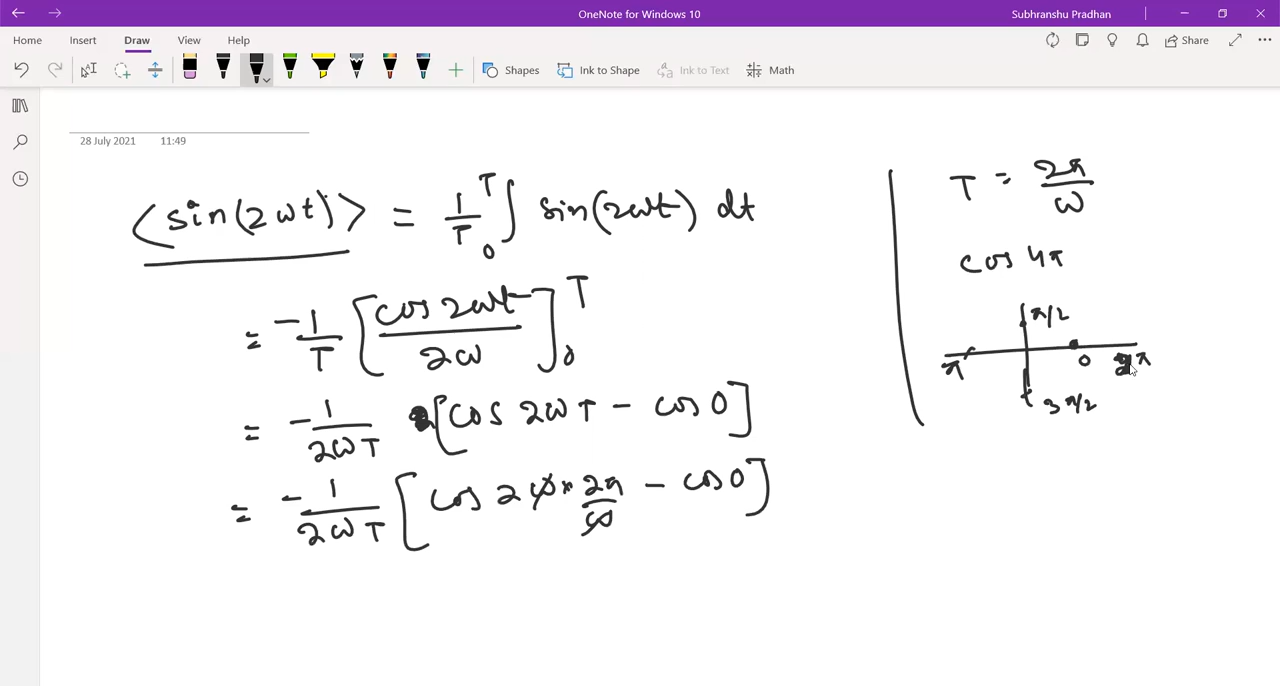 OneNote for Windows 10
Subhranshu Pradhan
Home Insert Draw View Help
Share
Shapes Ink to Shape Ink to Text Math
28 July 2021 11:49
⟨sin(2ωt)⟩ = 1/T ∫₀ᵀ sin(2ωt) dt
= -1/T [cos 2ωt / 2ω]₀ᵀ
= -1/2ωT [cos 2ωT - cos 0]
= -1/2ωT [cos 2ω × 2π/ω - cos 0]
T = 2π/ω
cos 4π
π/2
π 0 2π
3π/2